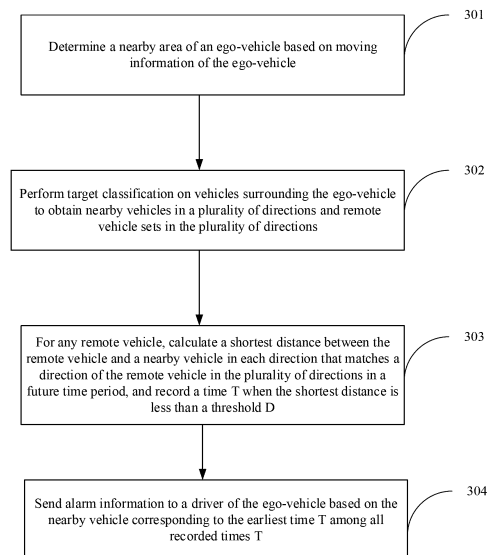 301
Determine a nearby area of an ego-vehicle based on moving
information of the ego-vehicle
302
Perform target classification on vehicles surrounding the ego-vehicle
to obtain nearby vehicles in a plurality of directions and remote
vehicle sets in the plurality of directions
303
For any remote vehicle, calculate a shortest distance between the
remote vehicle and a nearby vehicle in each direction that matches a
direction of the remote vehicle in the plurality of directions in a
future time period, and record a time T when the shortest distance is
less than a threshold D
304
Send alarm information to a driver of the ego-vehicle based on the
nearby vehicle corresponding to the earliest time T among all
recorded times T